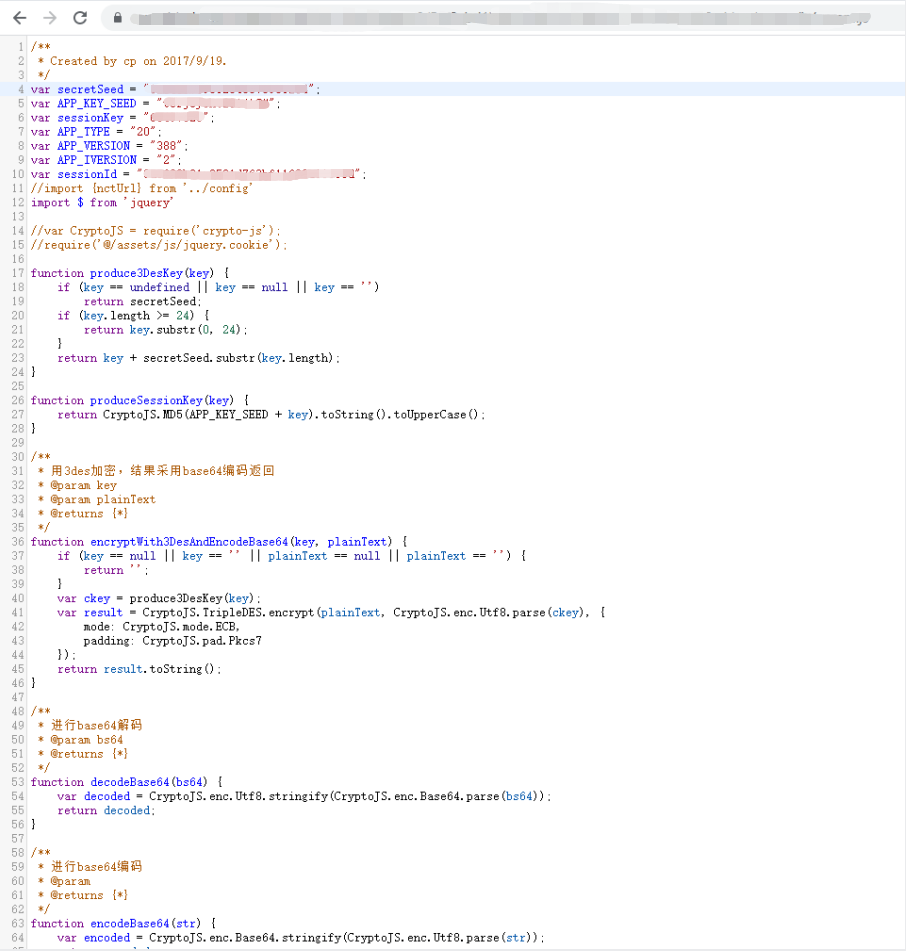 1 /**
2  * Created by cp on 2017/9/19.
3  */
4 var secretSeed = "";
5 var APP_KEY_SEED = "";
6 var sessionKey = "";
7 var APP_TYPE = "20";
8 var APP_VERSION = "388";
9 var APP_IVERSION = "2";
10 var sessionId = "";
11 //import {nctUrl} from '../config'
12 import $ from 'jquery'
13
14 //var CryptoJS = require('crypto-js');
15 //require('@/assets/js/jquery.cookie');
16
17 function produce3DesKey(key) {
18     if (key == undefined || key == null || key == '')
19         return secretSeed;
20     if (key.length >= 24) {
21         return key.substr(0, 24);
22     }
23     return key + secretSeed.substr(key.length);
24 }
25
26 function produceSessionKey(key) {
27     return CryptoJS.MD5(APP_KEY_SEED + key).toString().toUpperCase();
28 }
29
30 /**
31  * 用3des加密，结果采用base64编码返回
32  * @param key
33  * @param plainText
34  * @returns {*}
35  */
36 function encryptWith3DesAndEncodeBase64(key, plainText) {
37     if (key == null || key == '' || plainText == null || plainText == '') {
38         return '';
39     }
40     var ckey = produce3DesKey(key);
41     var result = CryptoJS.TripleDES.encrypt(plainText, CryptoJS.enc.Utf8.parse(ckey), {
42         mode: CryptoJS.mode.ECB,
43         padding: CryptoJS.pad.Pkcs7
44     });
45     return result.toString();
46 }
47
48 /**
49  * 进行base64解码
50  * @param bs64
51  * @returns {*}
52  */
53 function decodeBase64(bs64) {
54     var decoded = CryptoJS.enc.Utf8.stringify(CryptoJS.enc.Base64.parse(bs64));
55     return decoded;
56 }
57
58 /**
59  * 进行base64编码
60  * @param
61  * @returns {*}
62  */
63 function encodeBase64(str) {
64     var encoded = CryptoJS.enc.Base64.stringify(CryptoJS.enc.Utf8.parse(str));